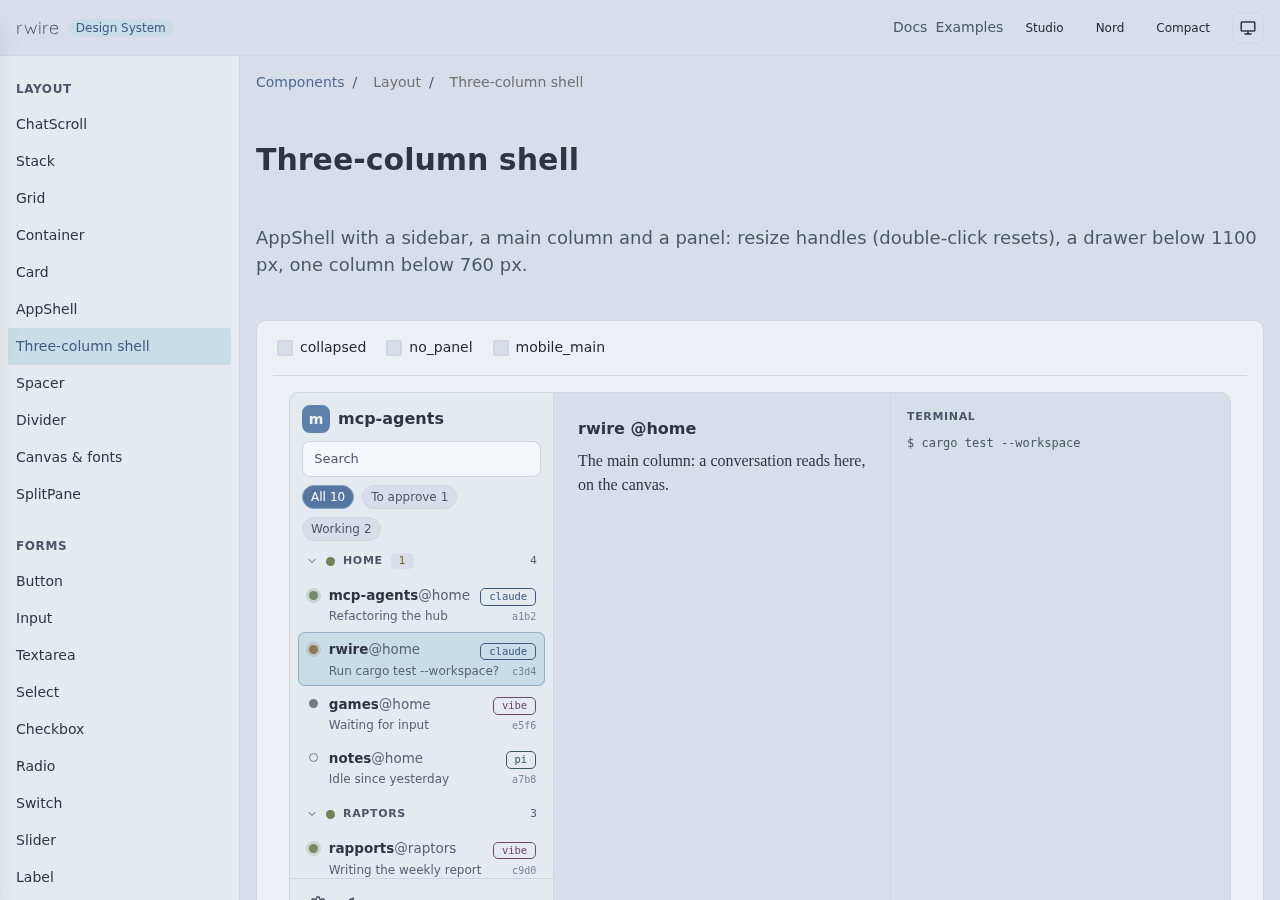 rwire Design System
Docs Examples Studio Nord Compact
LAYOUT
ChatScroll
Stack
Grid
Container
Card
AppShell
Three-column shell
Spacer
Divider
Canvas & fonts
SplitPane
FORMS
Button
Input
Textarea
Select
Checkbox
Radio
Switch
Slider
Label
Components / Layout / Three-column shell
Three-column shell
AppShell with a sidebar, a main column and a panel: resize handles (double-click resets), a drawer below 1100
px, one column below 760 px.
collapsed no_panel mobile_main
m mcp-agents
Search
All 10 To approve 1
Working 2
HOME 1 4
mcp-agents@home claude
Refactoring the hub a1b2
rwire@home claude
Run cargo test --workspace? c3d4
games@home vibe
Waiting for input e5f6
notes@home pi
Idle since yesterday a7b8
RAPTORS 3
rapports@raptors vibe
Writing the weekly report c9d0
rwire @home
The main column: a conversation reads here,
on the canvas.
TERMINAL
$ cargo test --workspace